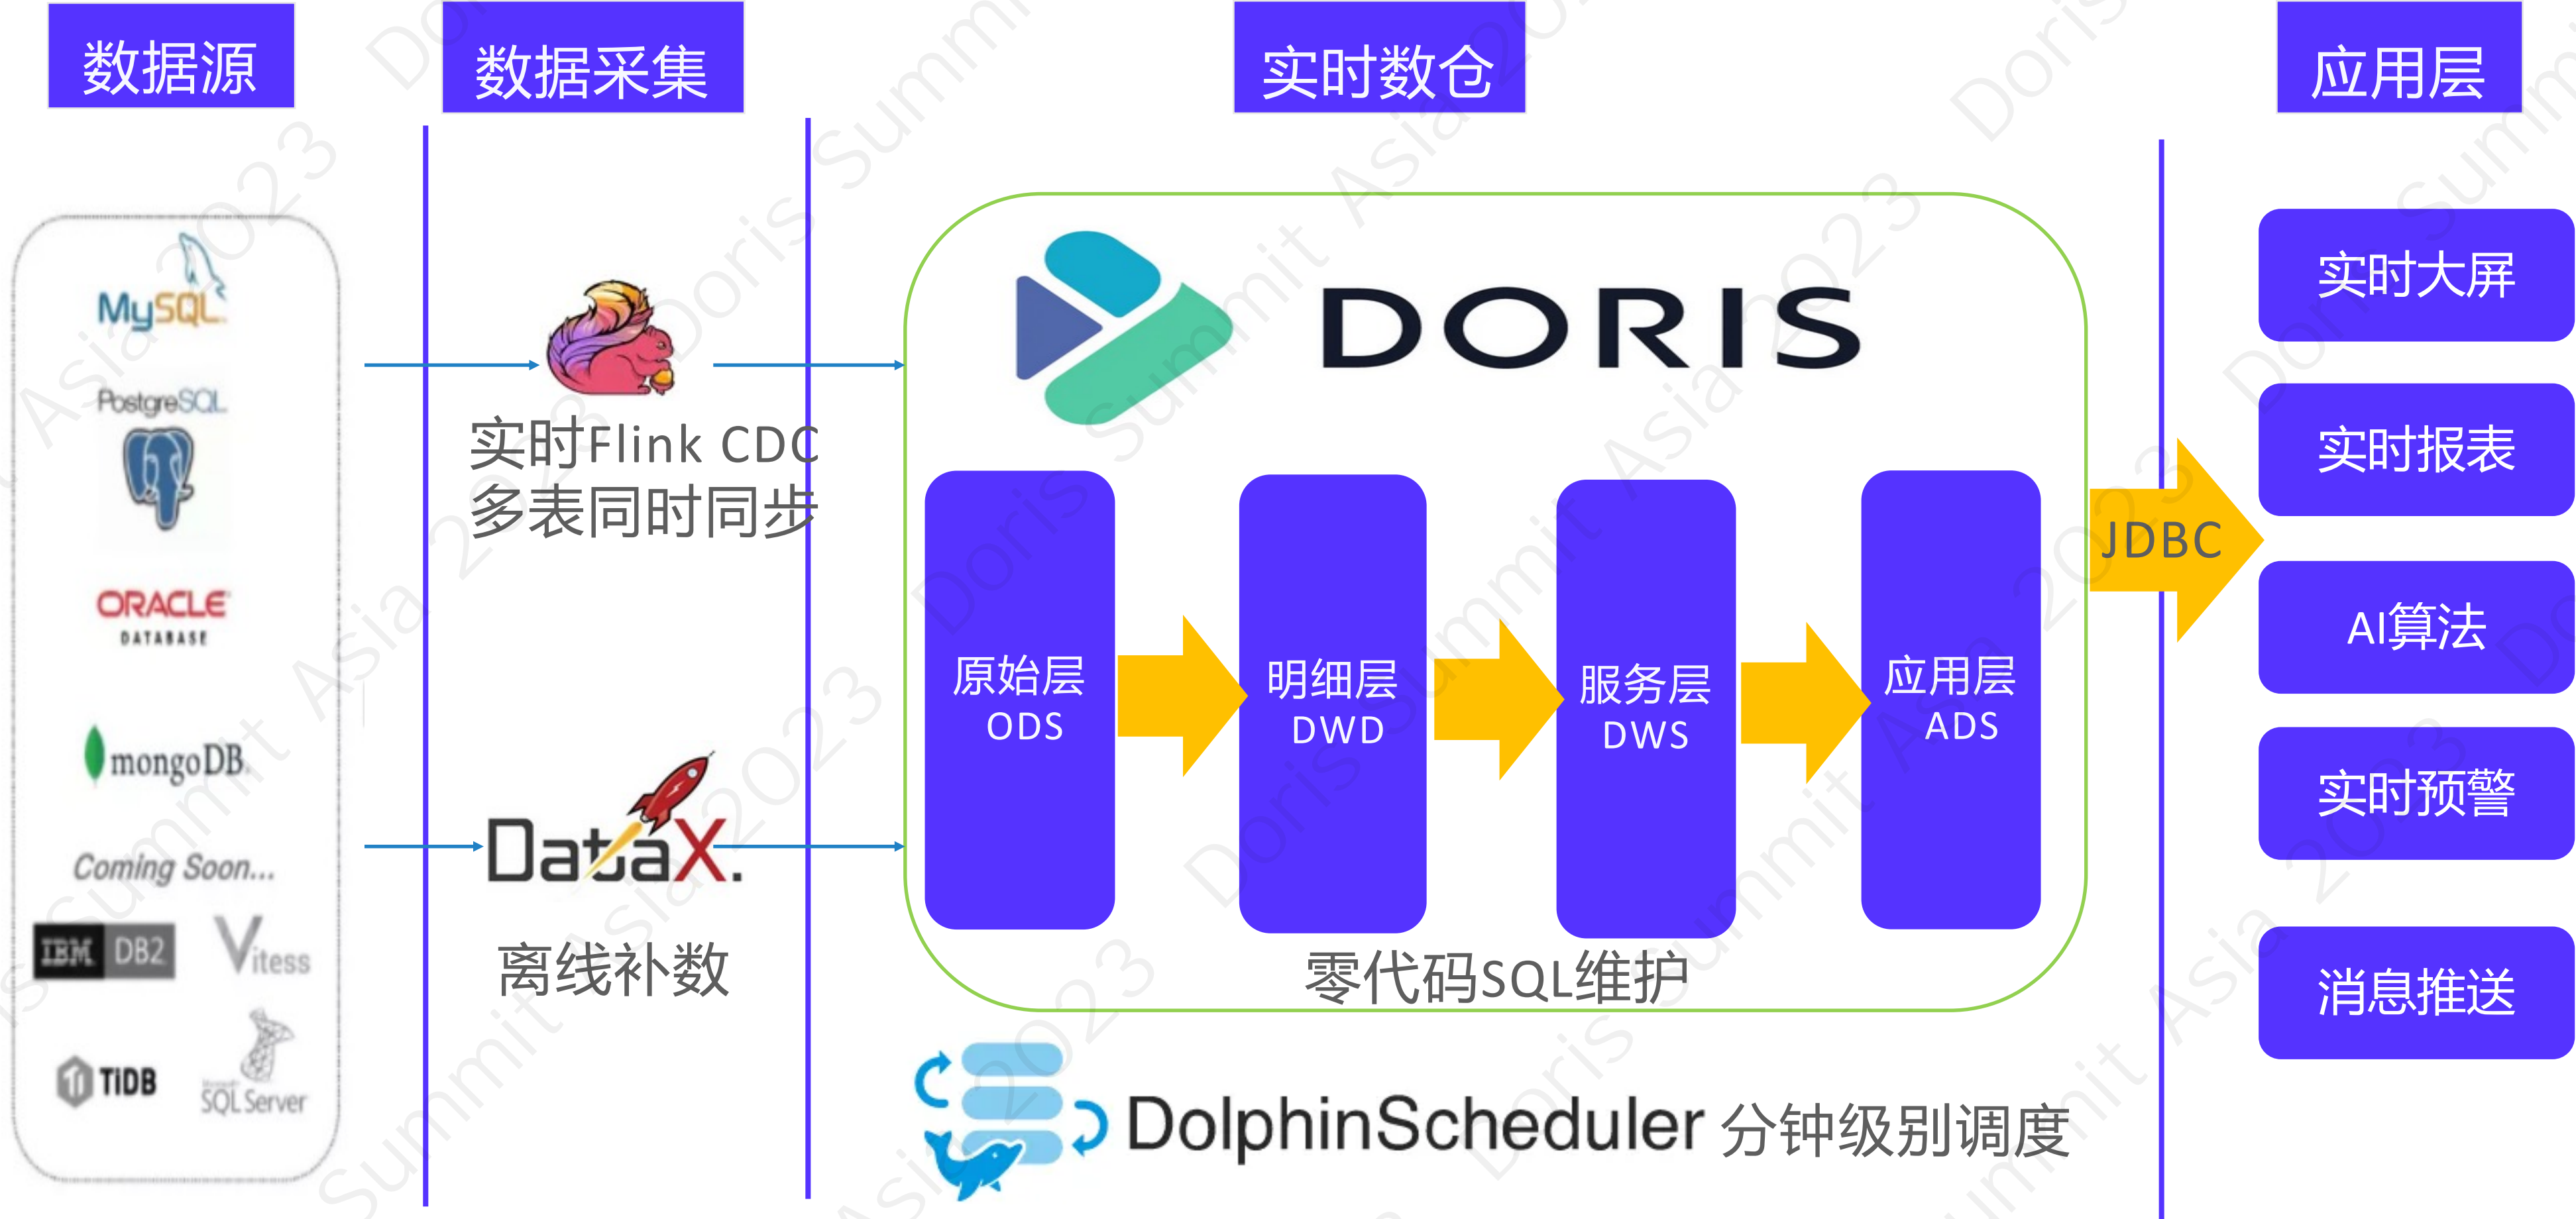 数据源
数据采集
实时数仓
应用层
MySQL
PostgreSQL
ORACLE
DATABASE
mongoDB
Coming Soon...
IBM DB2
Vitess
TiDB
SQL Server
实时Flink CDC
多表同时同步
DataX.
离线补数
DORIS
原始层
ODS
明细层
DWD
服务层
DWS
应用层
ADS
零代码SQL维护
DolphinScheduler 分钟级别调度
JDBC
实时大屏
实时报表
AI算法
实时预警
消息推送
Doris Summit Asia 2023